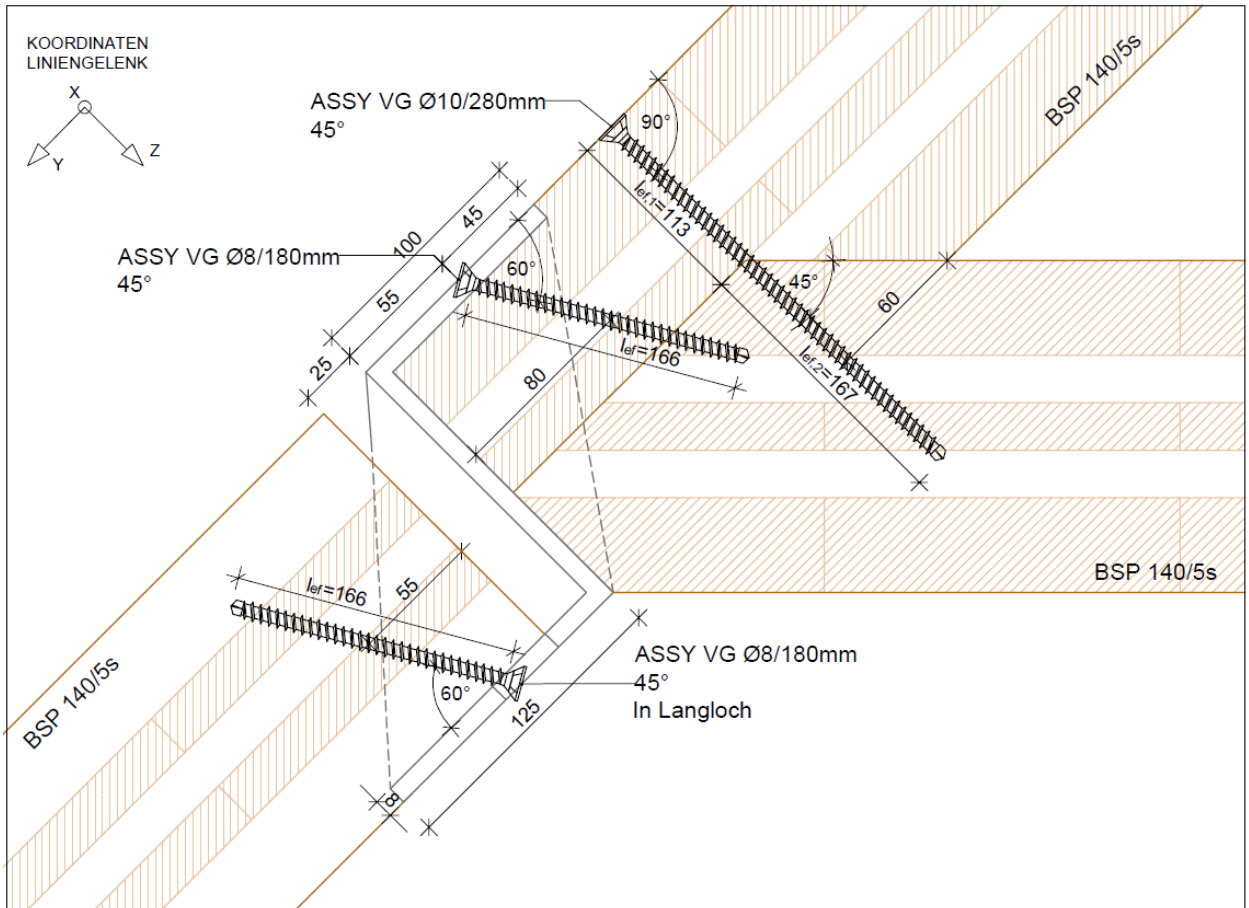 KOORDINATEN
LINIENGELENK
X
Y
Z
ASSY VG Ø10/280mm
45°
90°
BSP 140/5s
lef,1=113
45
100
ASSY VG Ø8/180mm
45°
60°
55
25
lef=166
80
45°
60
lef,2=167
BSP 140/5s
lef=166
55
BSP 140/5s
60°
ASSY VG Ø8/180mm
45°
In Langloch
125
8